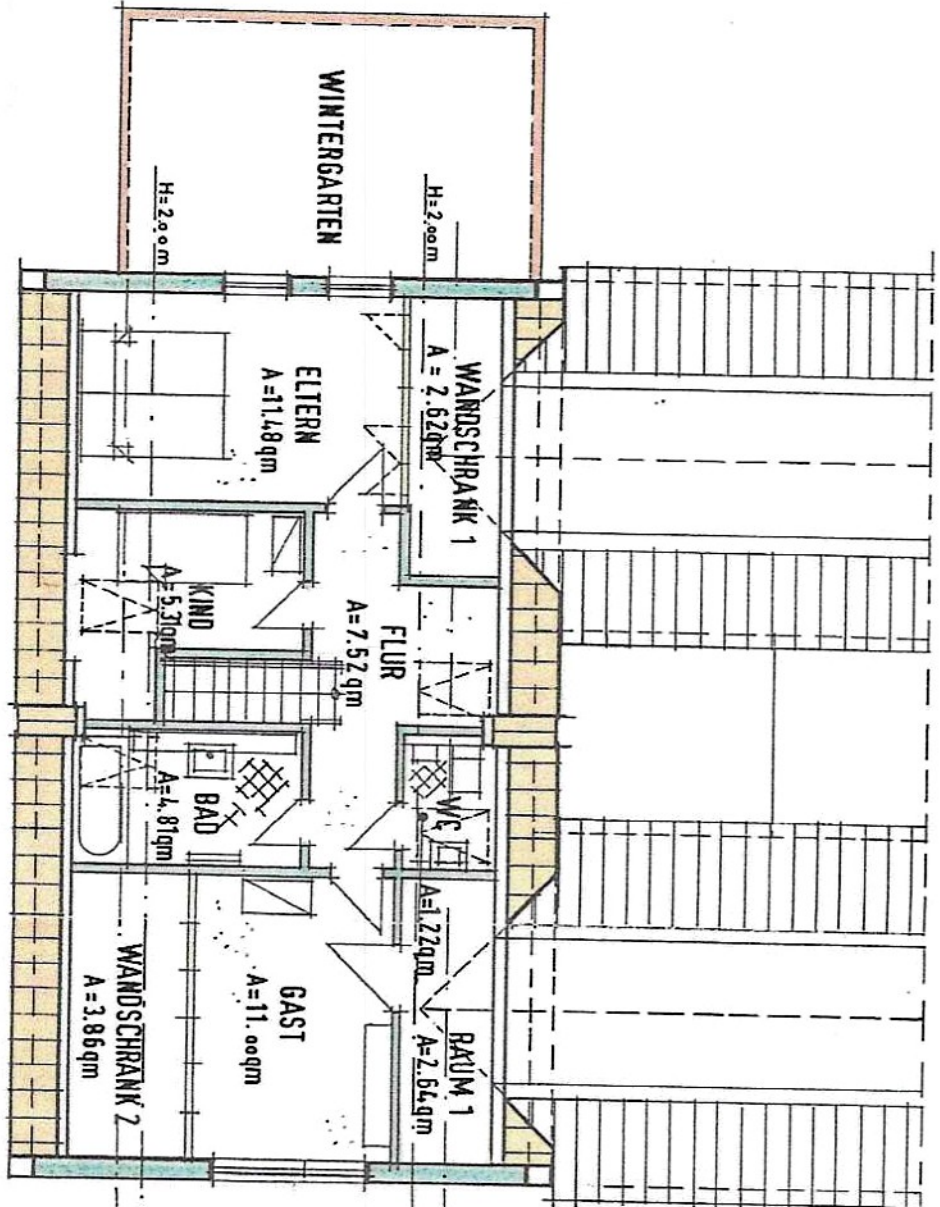 WINTERGARTEN
H=2.00m
H=2.00m
WANDSCHRANK 1
A = 2.62qm
ELTERN
A=11.48qm
KIND
A=5.31qm
FLUR
A=7.52qm
BAD
A=4.81qm
WC
A=1.22qm
RAUM 1
A=2.64qm
GAST
A=11.00qm
WANDSCHRANK 2
A=3.86qm